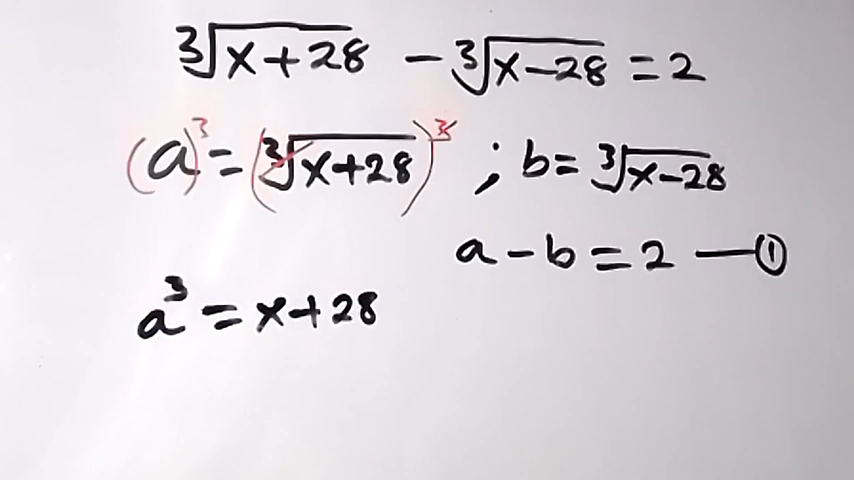 ∛(x+28) − ∛(x−28) = 2
(a)³ = (∛(x+28))³ ; b = ∛(x−28)
a − b = 2 — ①
a³ = x+28